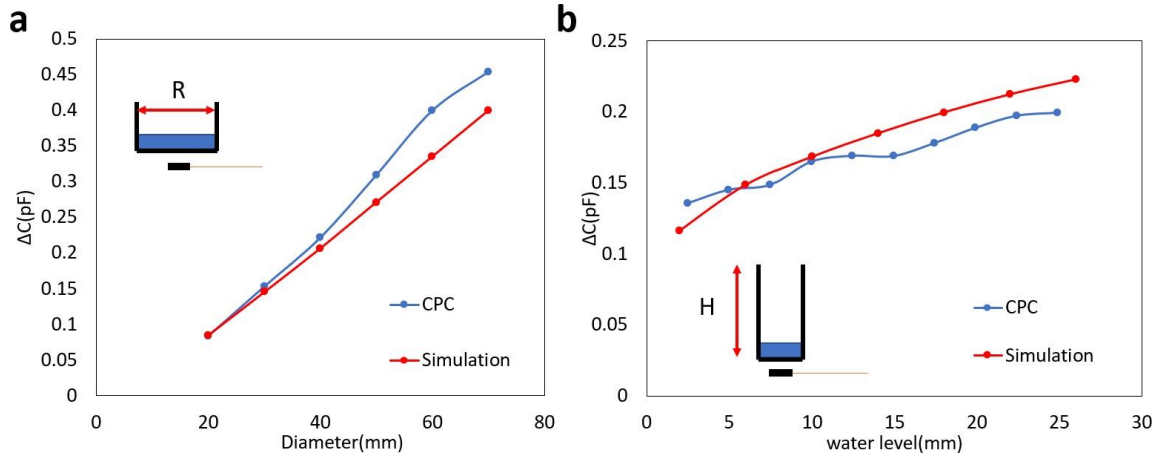 a
0.5
0.45
0.4
0.35
0.3
0.25
0.2
0.15
0.1
0.05
0
ΔC(pF)
R
CPC
Simulation
0 20 40 60 80
Diameter(mm)
b
0.25
0.2
0.15
0.1
0.05
0
ΔC(pF)
H
CPC
Simulation
0 5 10 15 20 25 30
water level(mm)